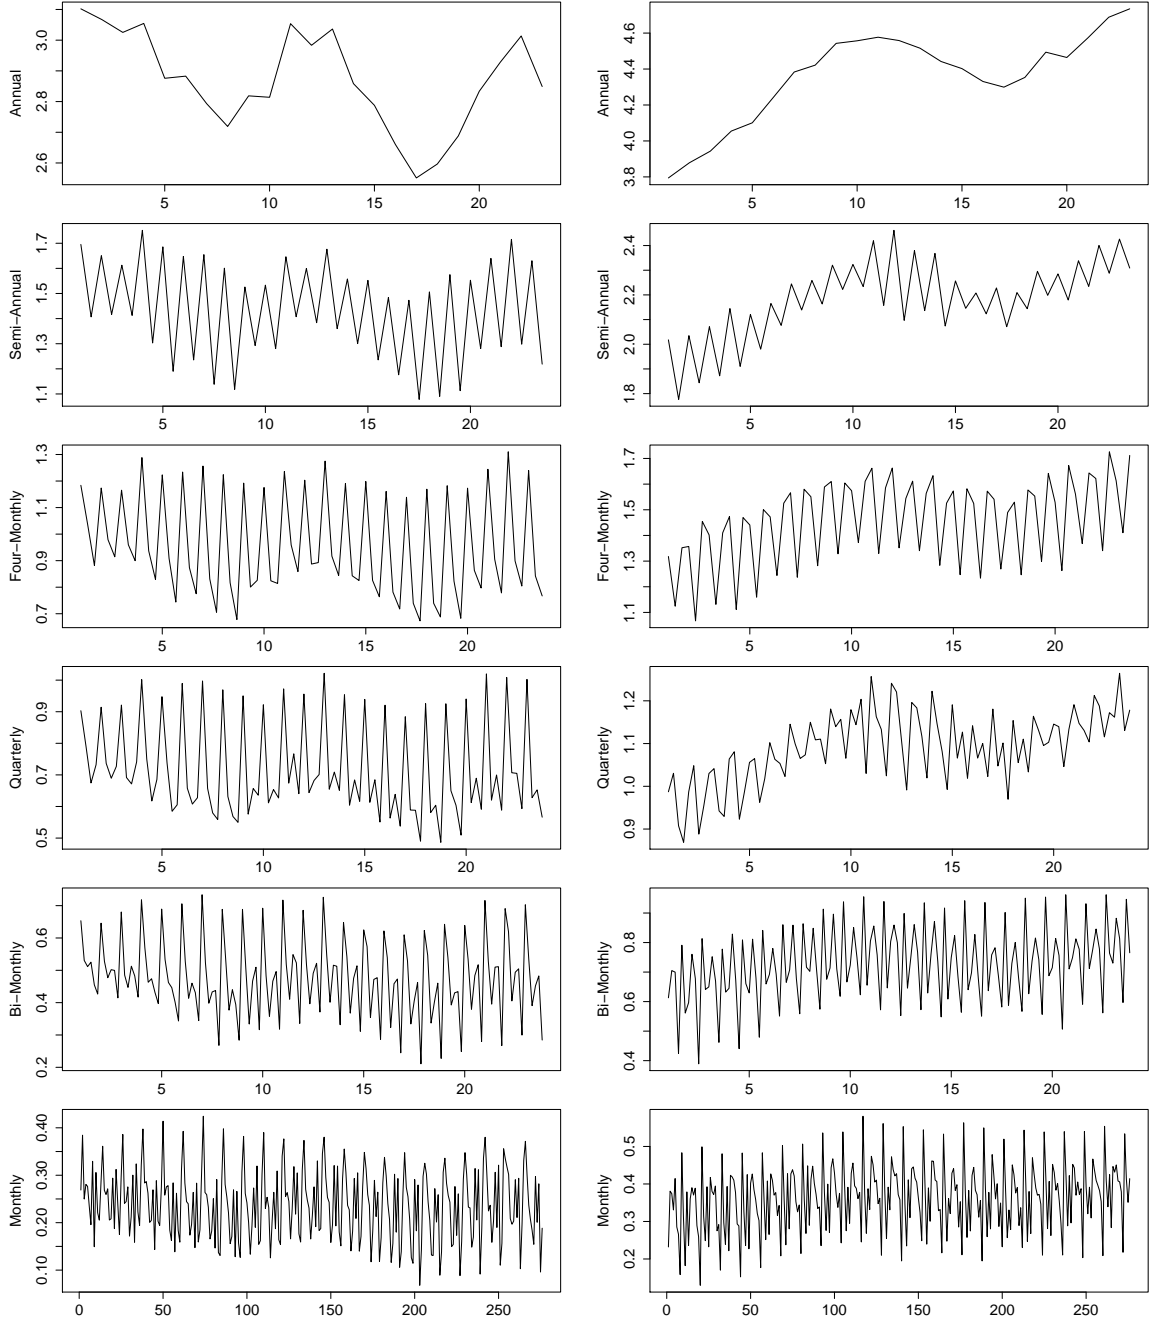 Annual
2.6 2.8 3.0
5 10 15 20
Annual
3.8 4.0 4.2 4.4 4.6
5 10 15 20
Semi−Annual
1.1 1.3 1.5 1.7
5 10 15 20
Semi−Annual
1.8 2.0 2.2 2.4
5 10 15 20
Four−Monthly
0.7 0.9 1.1 1.3
5 10 15 20
Four−Monthly
1.1 1.3 1.5 1.7
5 10 15 20
Quarterly
0.5 0.7 0.9
5 10 15 20
Quarterly
0.9 1.0 1.1 1.2
5 10 15 20
Bi−Monthly
0.2 0.4 0.6
5 10 15 20
Bi−Monthly
0.4 0.6 0.8
5 10 15 20
Monthly
0.10 0.20 0.30 0.40
0 50 100 150 200 250
Monthly
0.2 0.3 0.4 0.5
0 50 100 150 200 250